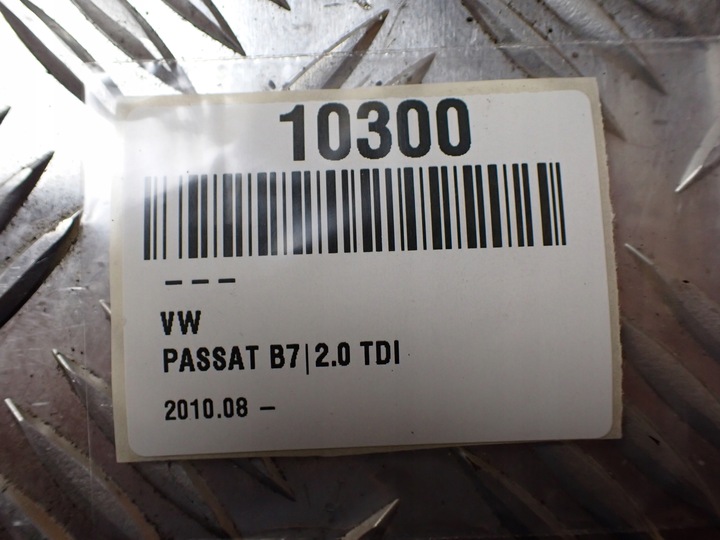 10300
– – –
VW
PASSAT B7|2.0 TDI
2010.08 –